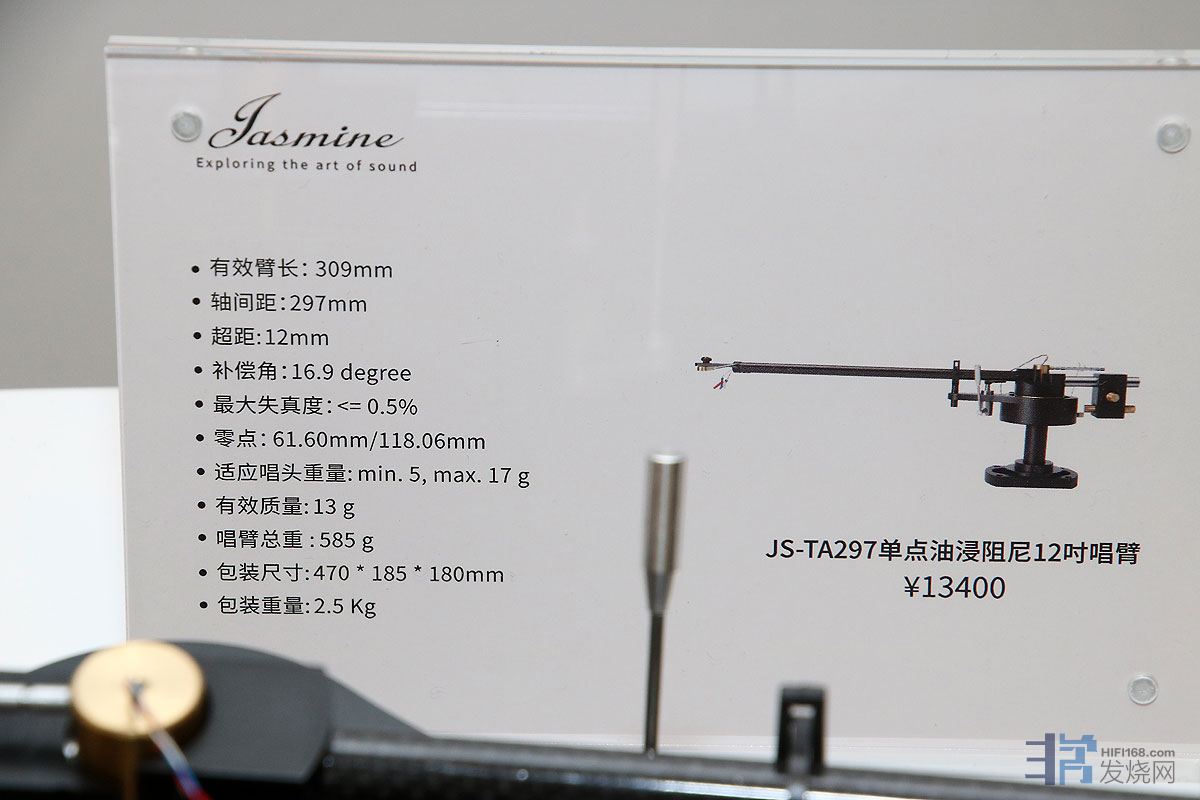 Jasmine
Exploring the art of sound
• 有效臂长：309mm
• 轴间距：297mm
• 超距：12mm
• 补偿角：16.9 degree
• 最大失真度：<= 0.5%
• 零点：61.60mm/118.06mm
• 适应唱头重量：min. 5, max. 17 g
• 有效质量：13 g
• 唱臂总重：585 g
• 包装尺寸：470 * 185 * 180mm
• 包装重量：2.5 Kg
JS-TA297单点油浸阻尼12吋唱臂
¥13400
HIFI168.com
发烧网